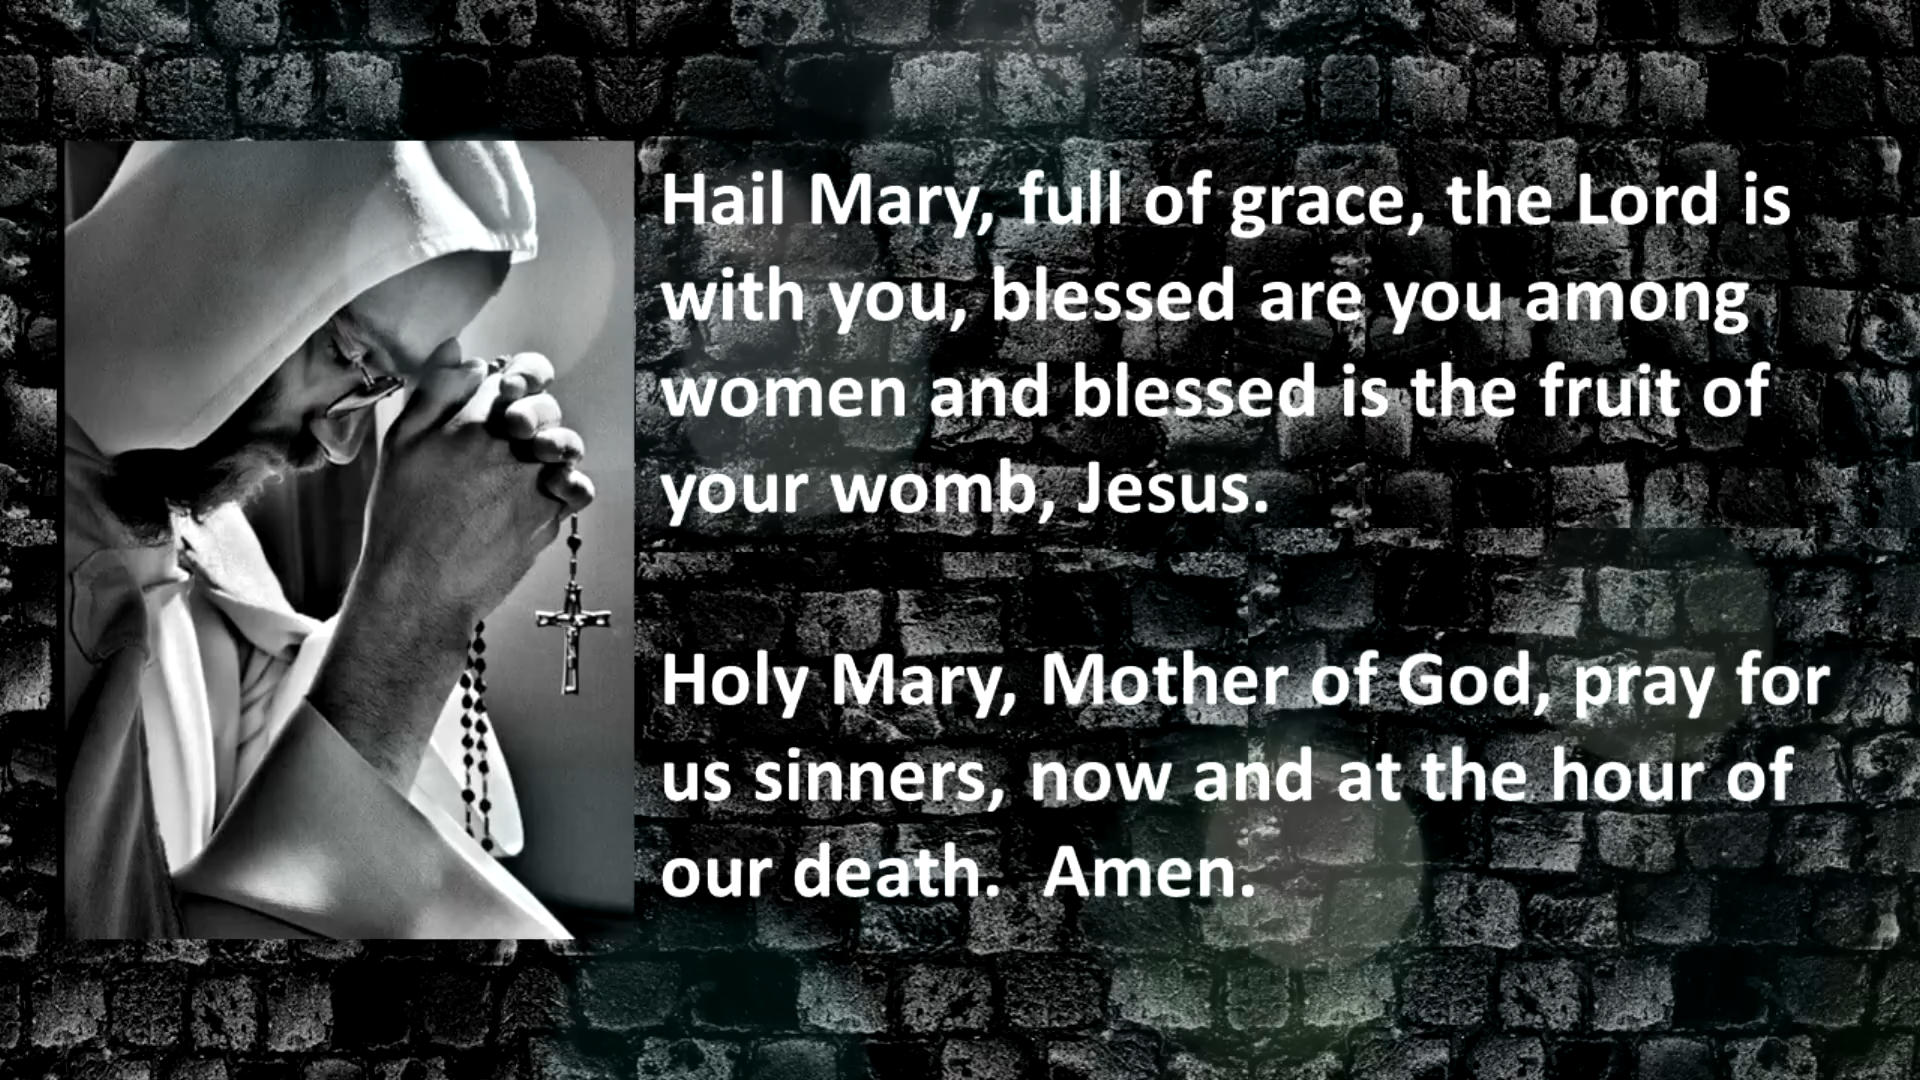 Hail Mary, full of grace, the Lord is
with you, blessed are you among
women and blessed is the fruit of
your womb, Jesus.
Holy Mary, Mother of God, pray for
us sinners, now and at the hour of
our death.  Amen.